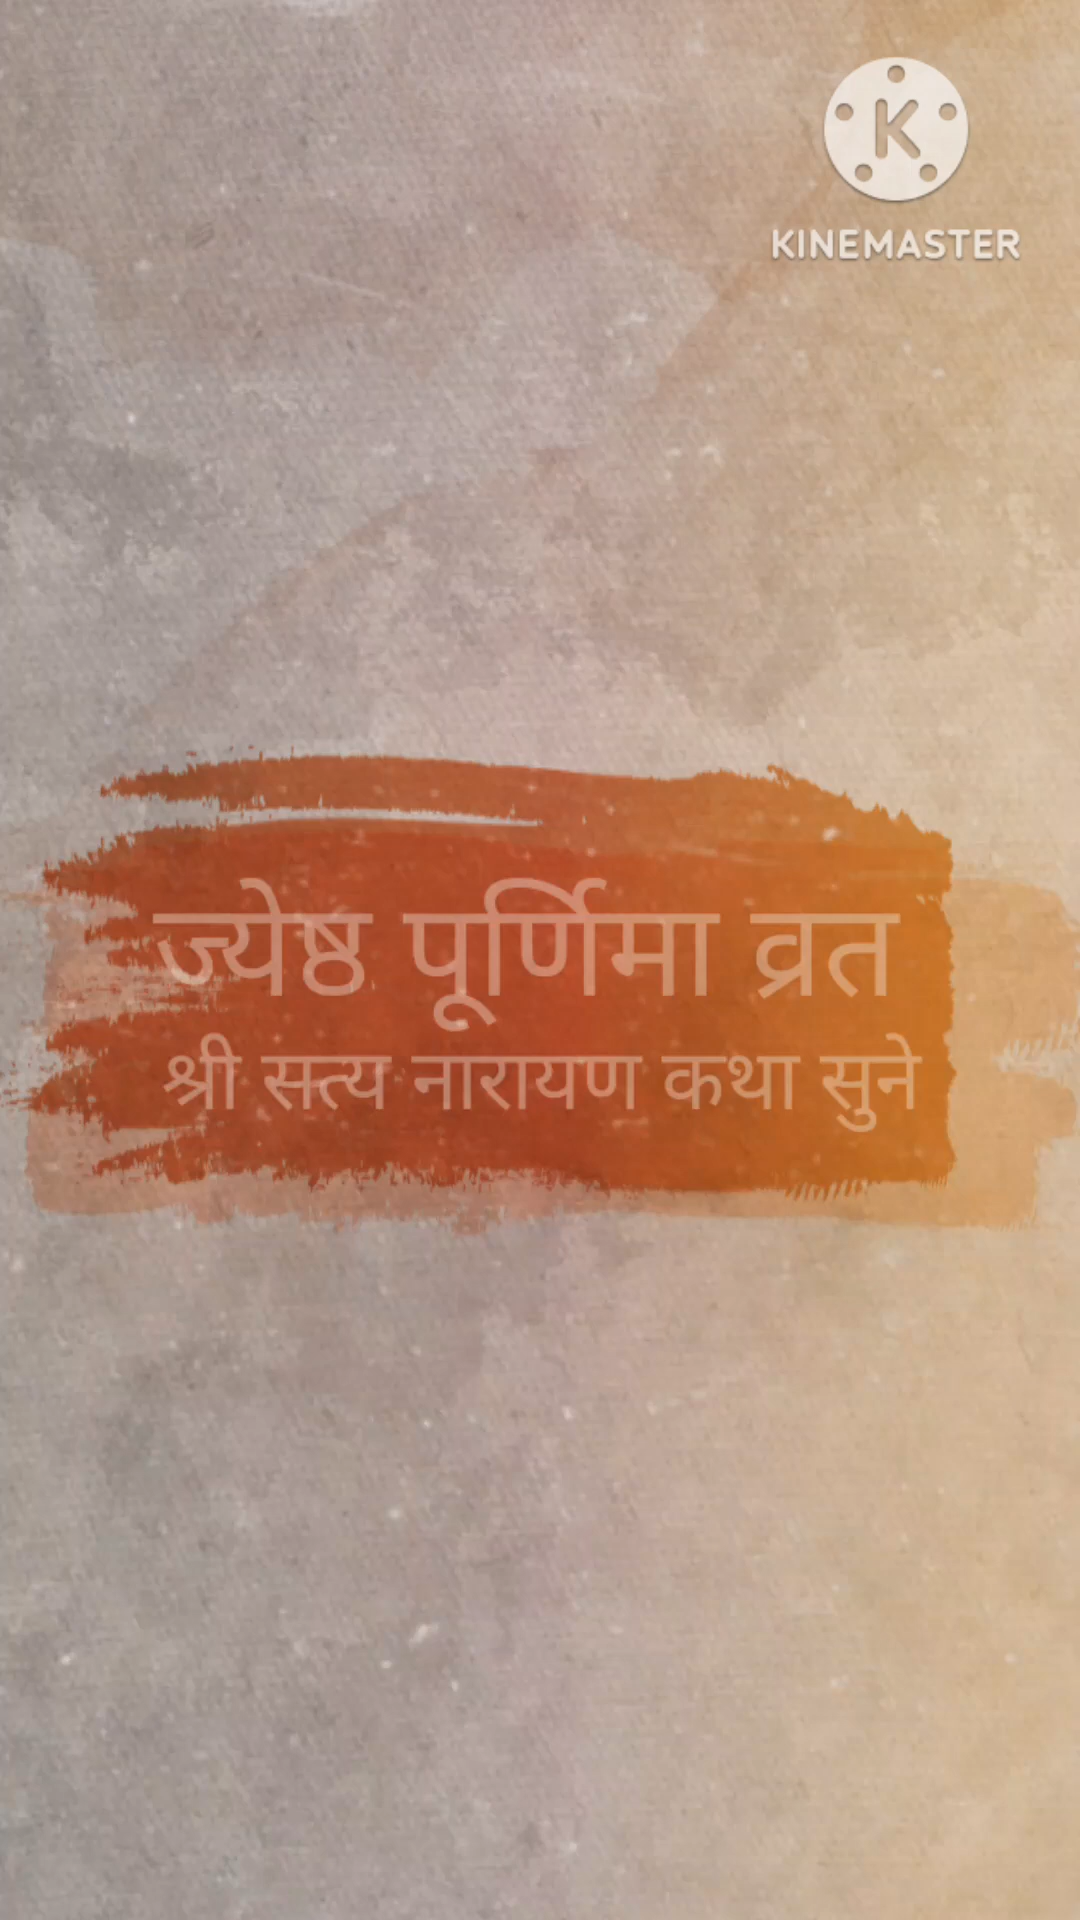 K
KINEMASTER
ज्येष्ठ पूर्णिमा व्रत
श्री सत्य नारायण कथा सुने